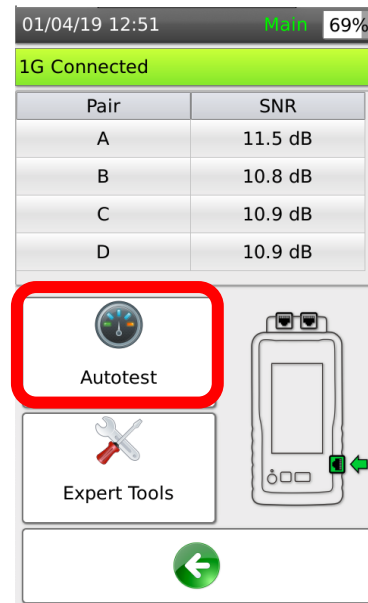 01/04/19 12:51 Main 69%
1G Connected
Pair SNR
A 11.5 dB
B 10.8 dB
C 10.9 dB
D 10.9 dB
Autotest
Expert Tools